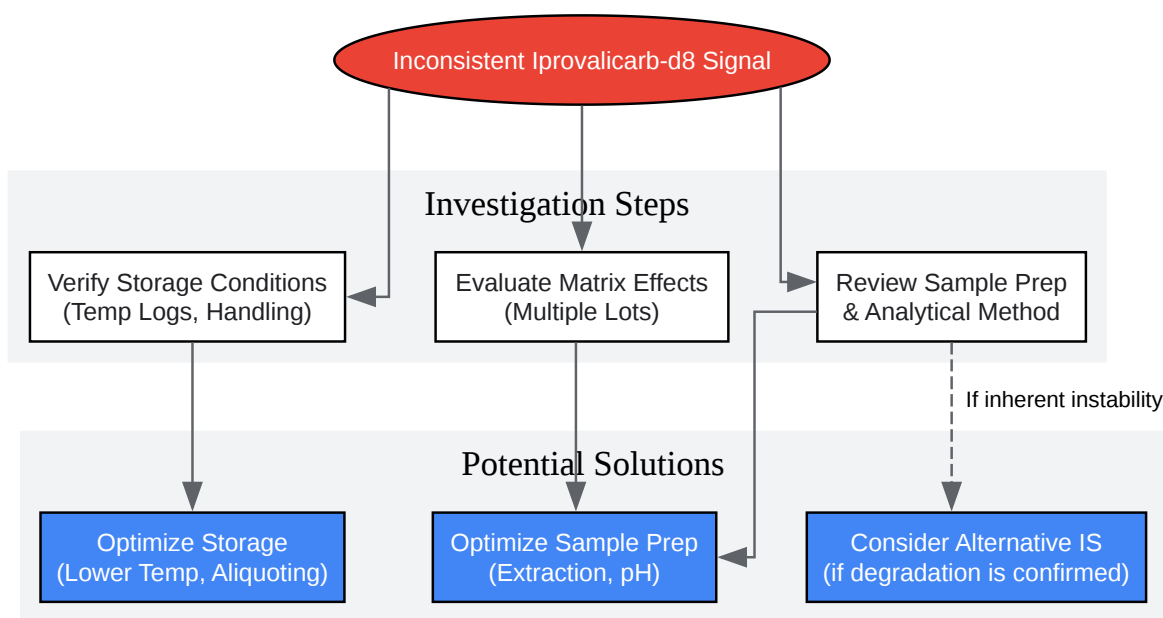 Inconsistent Iprovalicarb-d8 Signal
Investigation Steps
Verify Storage Conditions
(Temp Logs, Handling)
Evaluate Matrix Effects
(Multiple Lots)
Review Sample Prep
& Analytical Method
If inherent instability
Potential Solutions
Optimize Storage
(Lower Temp, Aliquoting)
Optimize Sample Prep
(Extraction, pH)
Consider Alternative IS
(if degradation is confirmed)